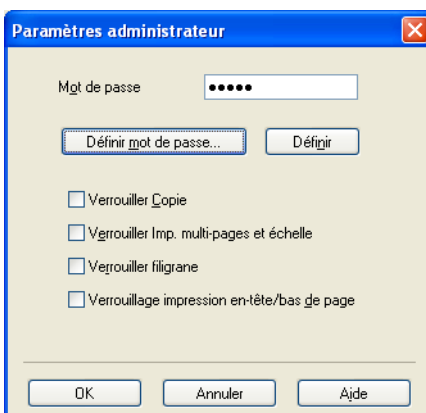 Paramètres administrateur
Mot de passe •••••
Définir mot de passe... Définir
Verrouiller Copie
Verrouiller Imp. multi-pages et échelle
Verrouiller filigrane
Verrouillage impression en-tête/bas de page
OK Annuler Aide